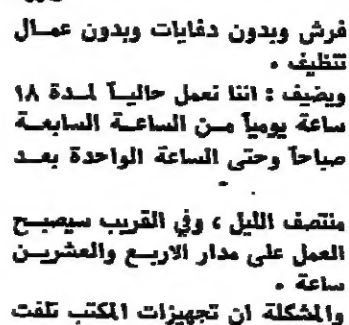 فرش وبدون دفايات وبدون عمال
تنظيف .
ويضيف : اننا نعمل حالياً لمدة ١٨
ساعة يومياً من الساعة السابعة
صباحاً وحتى الساعة الواحدة بعد
منتصف الليل ، وفي القريب سيصبح
العمل على مدار الاربع والعشرين
ساعة .
والمشكلة ان تجهيزات المكتب تلفت